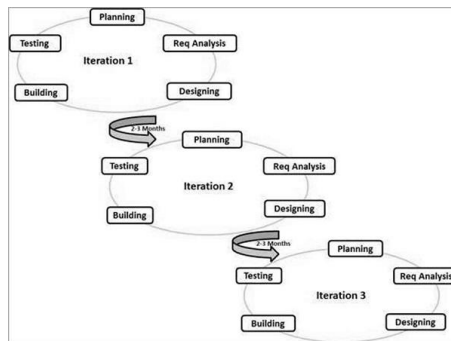 Planning
Testing
Req Analysis
Iteration 1
Building
Designing
2-3 Months
Planning
Testing
Req Analysis
Iteration 2
Building
Designing
2-3 Months
Planning
Testing
Req Analysis
Iteration 3
Building
Designing